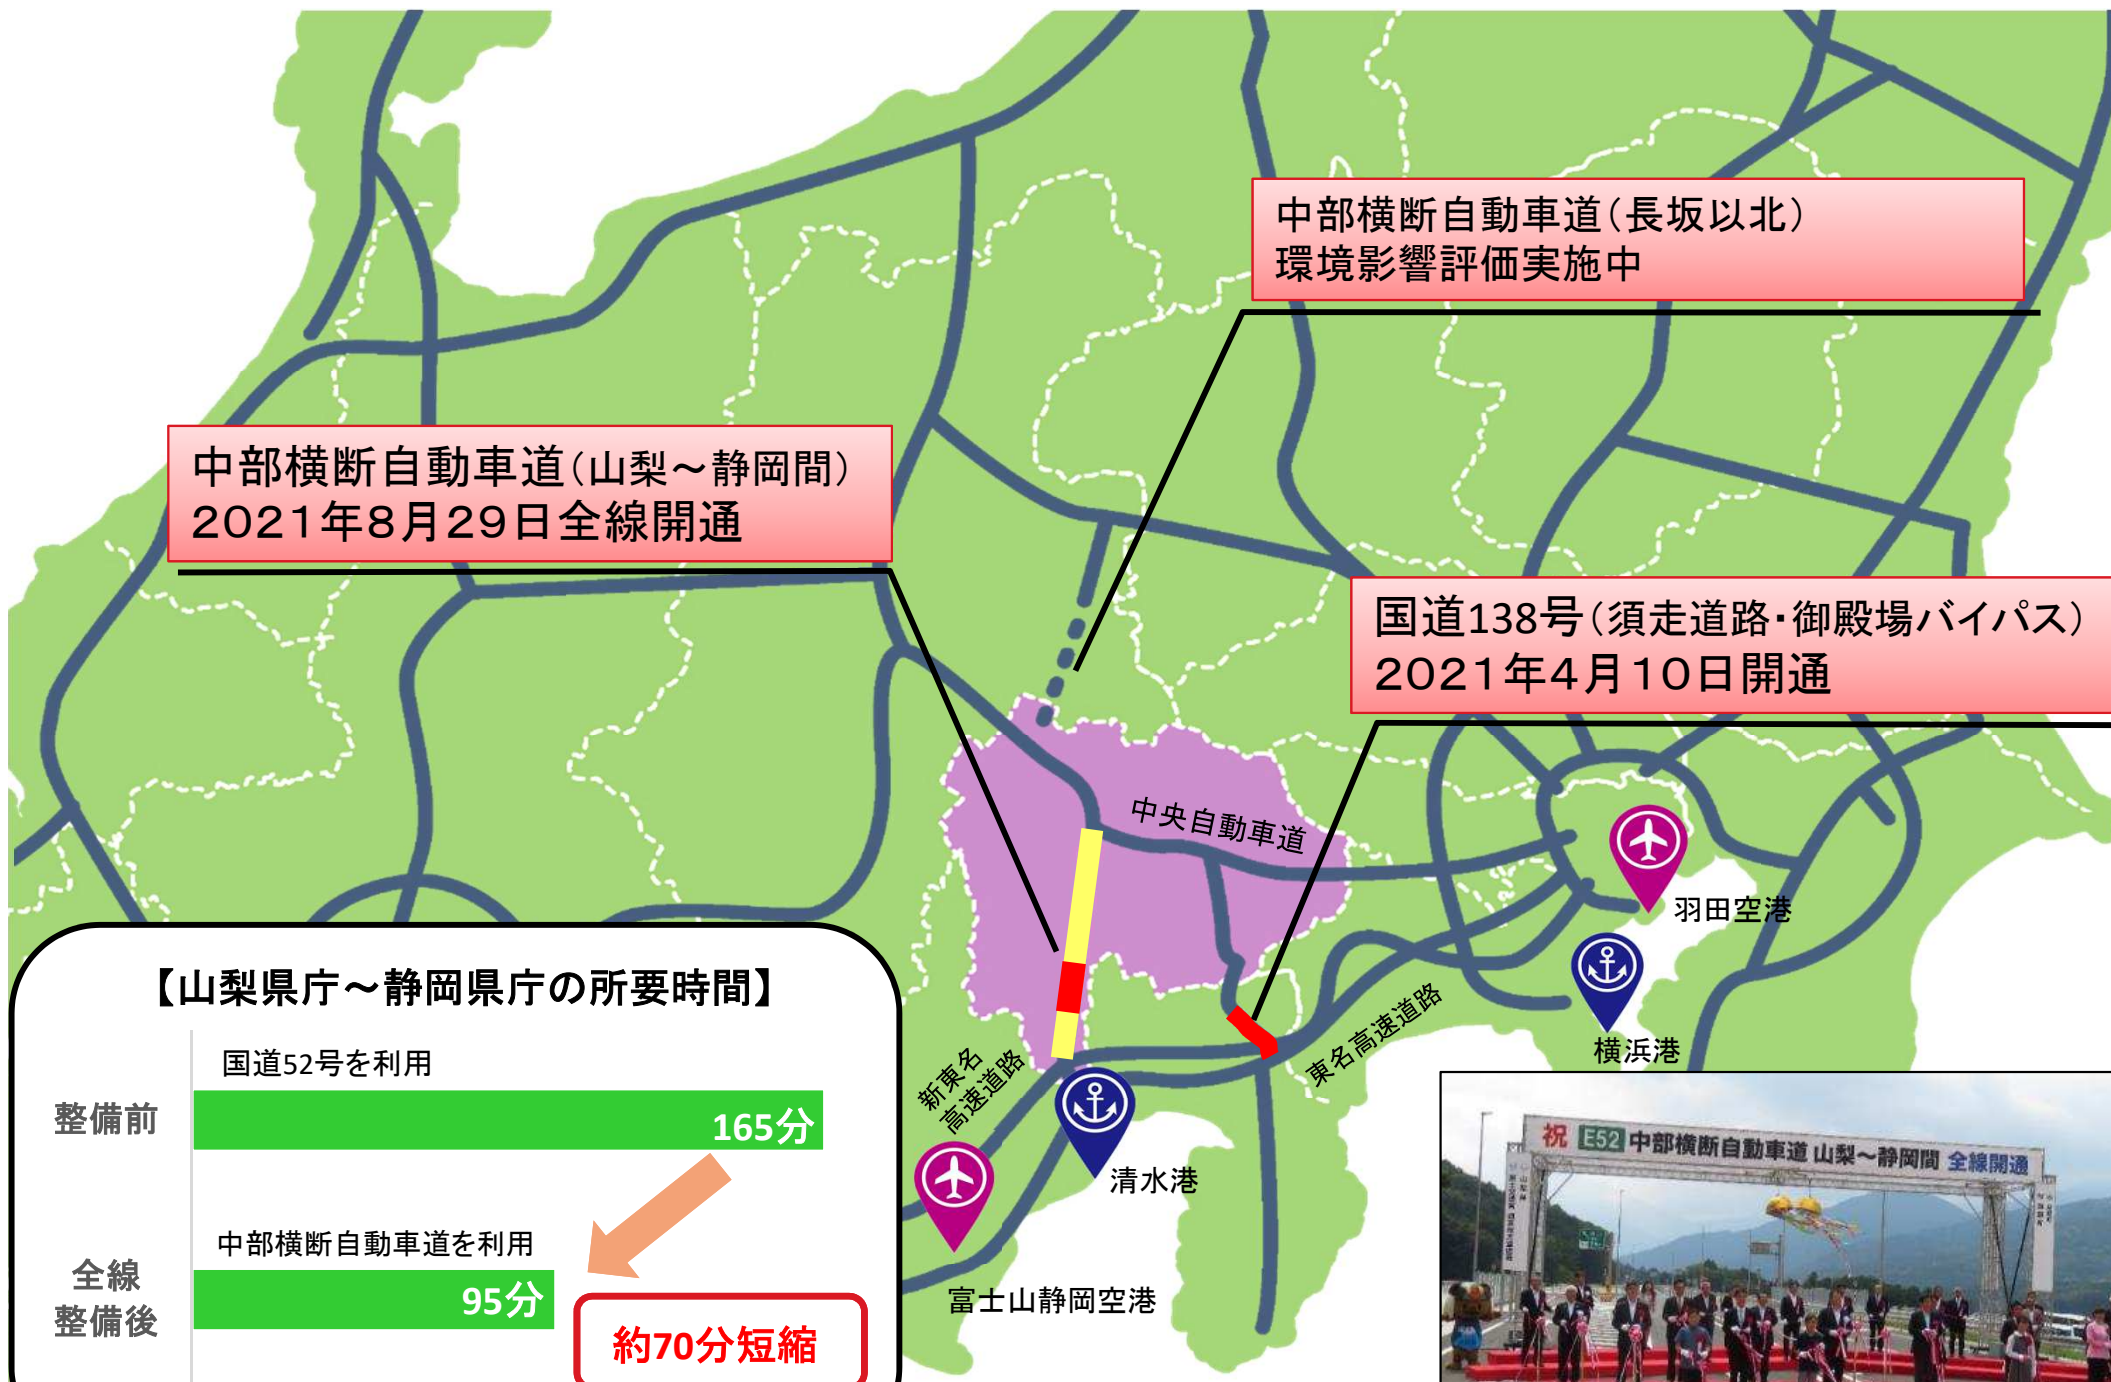 中部横断自動車道（長坂以北）
環境影響評価実施中
中部横断自動車道（山梨～静岡間）
２０２１年８月２９日全線開通
国道138号（須走道路・御殿場バイパス）
２０２１年４月１０日開通
中央自動車道
羽田空港
横浜港
東名高速道路
新東名
高速道路
清水港
富士山静岡空港
【山梨県庁～静岡県庁の所要時間】
国道52号を利用
整備前
165分
中部横断自動車道を利用
全線
整備後
95分
約70分短縮
祝 E52 中部横断自動車道 山梨～静岡間 全線開通